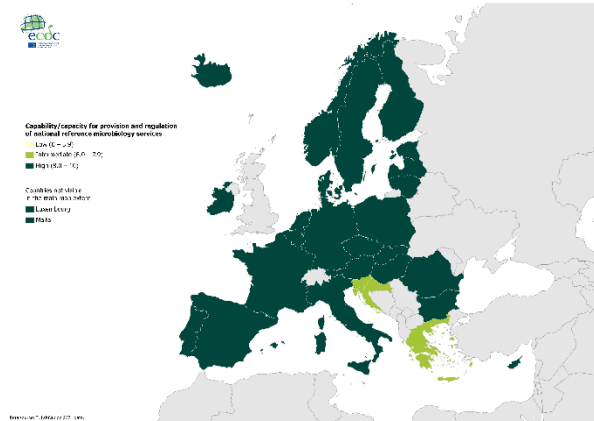 ecdc
Capability/capacity for provision and regulation
of national reference microbiology services
Low (0 – 5.9)
Intermediate (6.0 – 7.9)
High (8.0 – 10)
Countries not visible
in the main map extent
Luxembourg
Malta